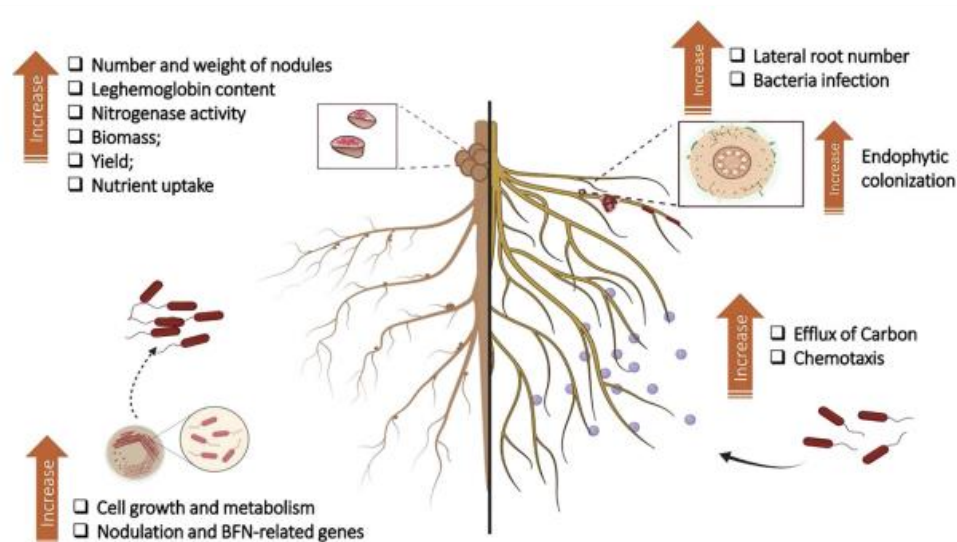 Increase
❑ Number and weight of nodules
❑ Leghemoglobin content
❑ Nitrogenase activity
❑ Biomass;
❑ Yield;
❑ Nutrient uptake
Increase
❑ Lateral root number
❑ Bacteria infection
Increase
Endophytic
colonization
Increase
❑ Efflux of Carbon
❑ Chemotaxis
Increase
❑ Cell growth and metabolism
❑ Nodulation and BFN-related genes